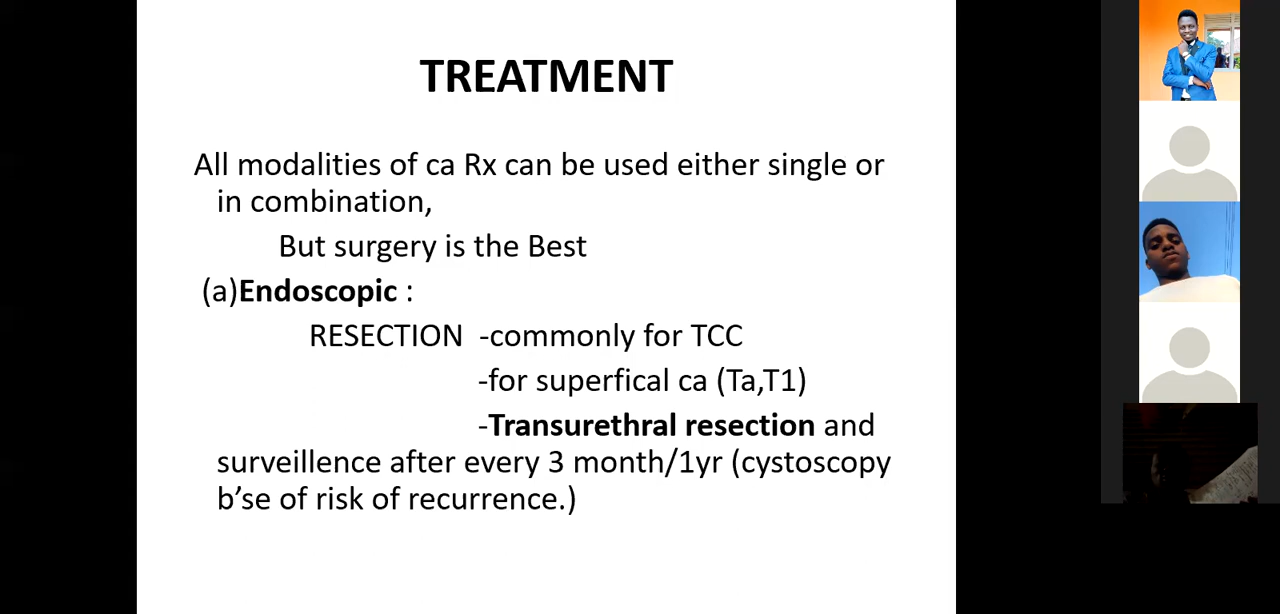 TREATMENT
All modalities of ca Rx can be used either single or
in combination,
But surgery is the Best
(a)Endoscopic :
RESECTION -commonly for TCC
-for superfical ca (Ta,T1)
-Transurethral resection and
surveillence after every 3 month/1yr (cystoscopy
b’se of risk of recurrence.)